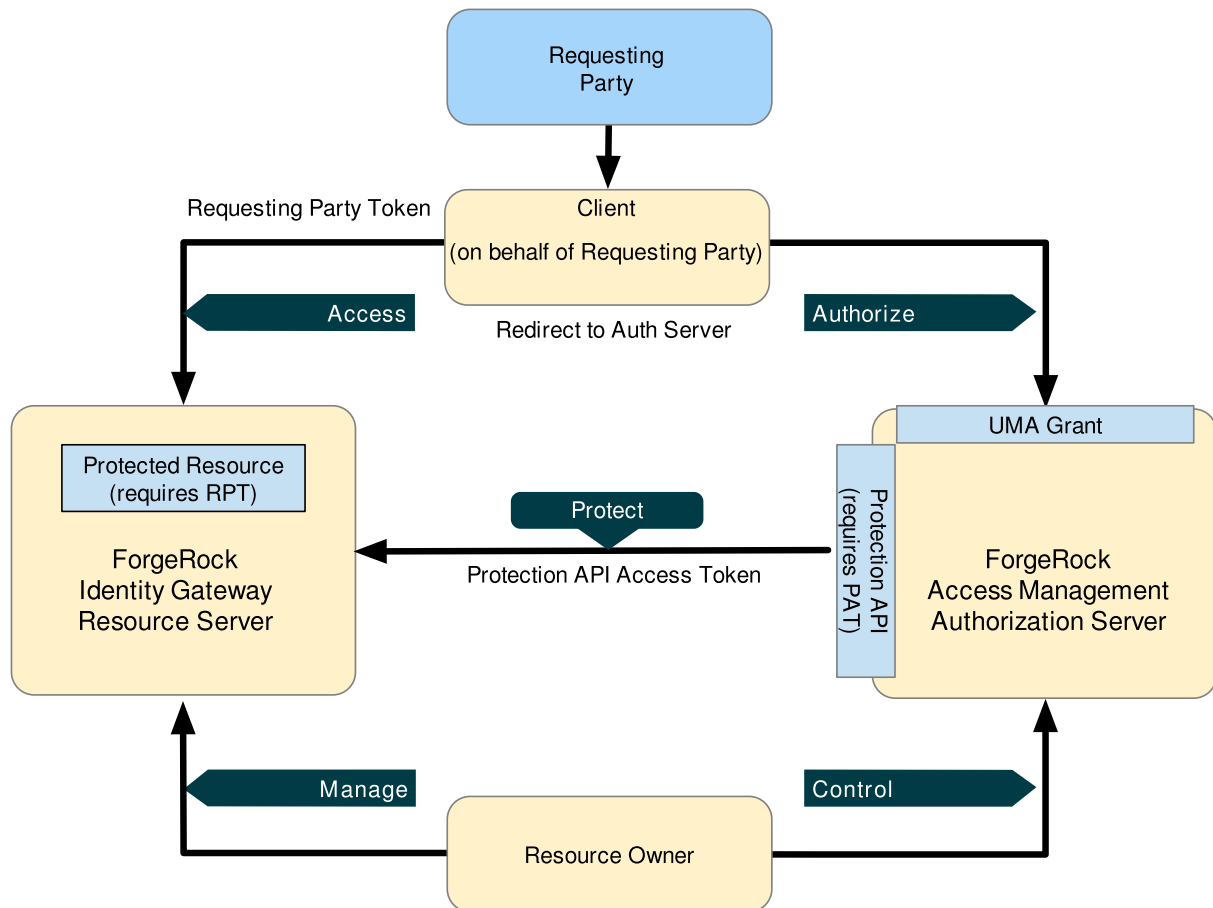 Requesting
Party
Requesting Party Token
Client
(on behalf of Requesting Party)
Access
Redirect to Auth Server
Authorize
UMA Grant
Protected Resource
(requires RPT)
ForgeRock
Identity Gateway
Resource Server
Protect
Protection API Access Token
Protection API
(requires PAT)
ForgeRock
Access Management
Authorization Server
Manage
Control
Resource Owner